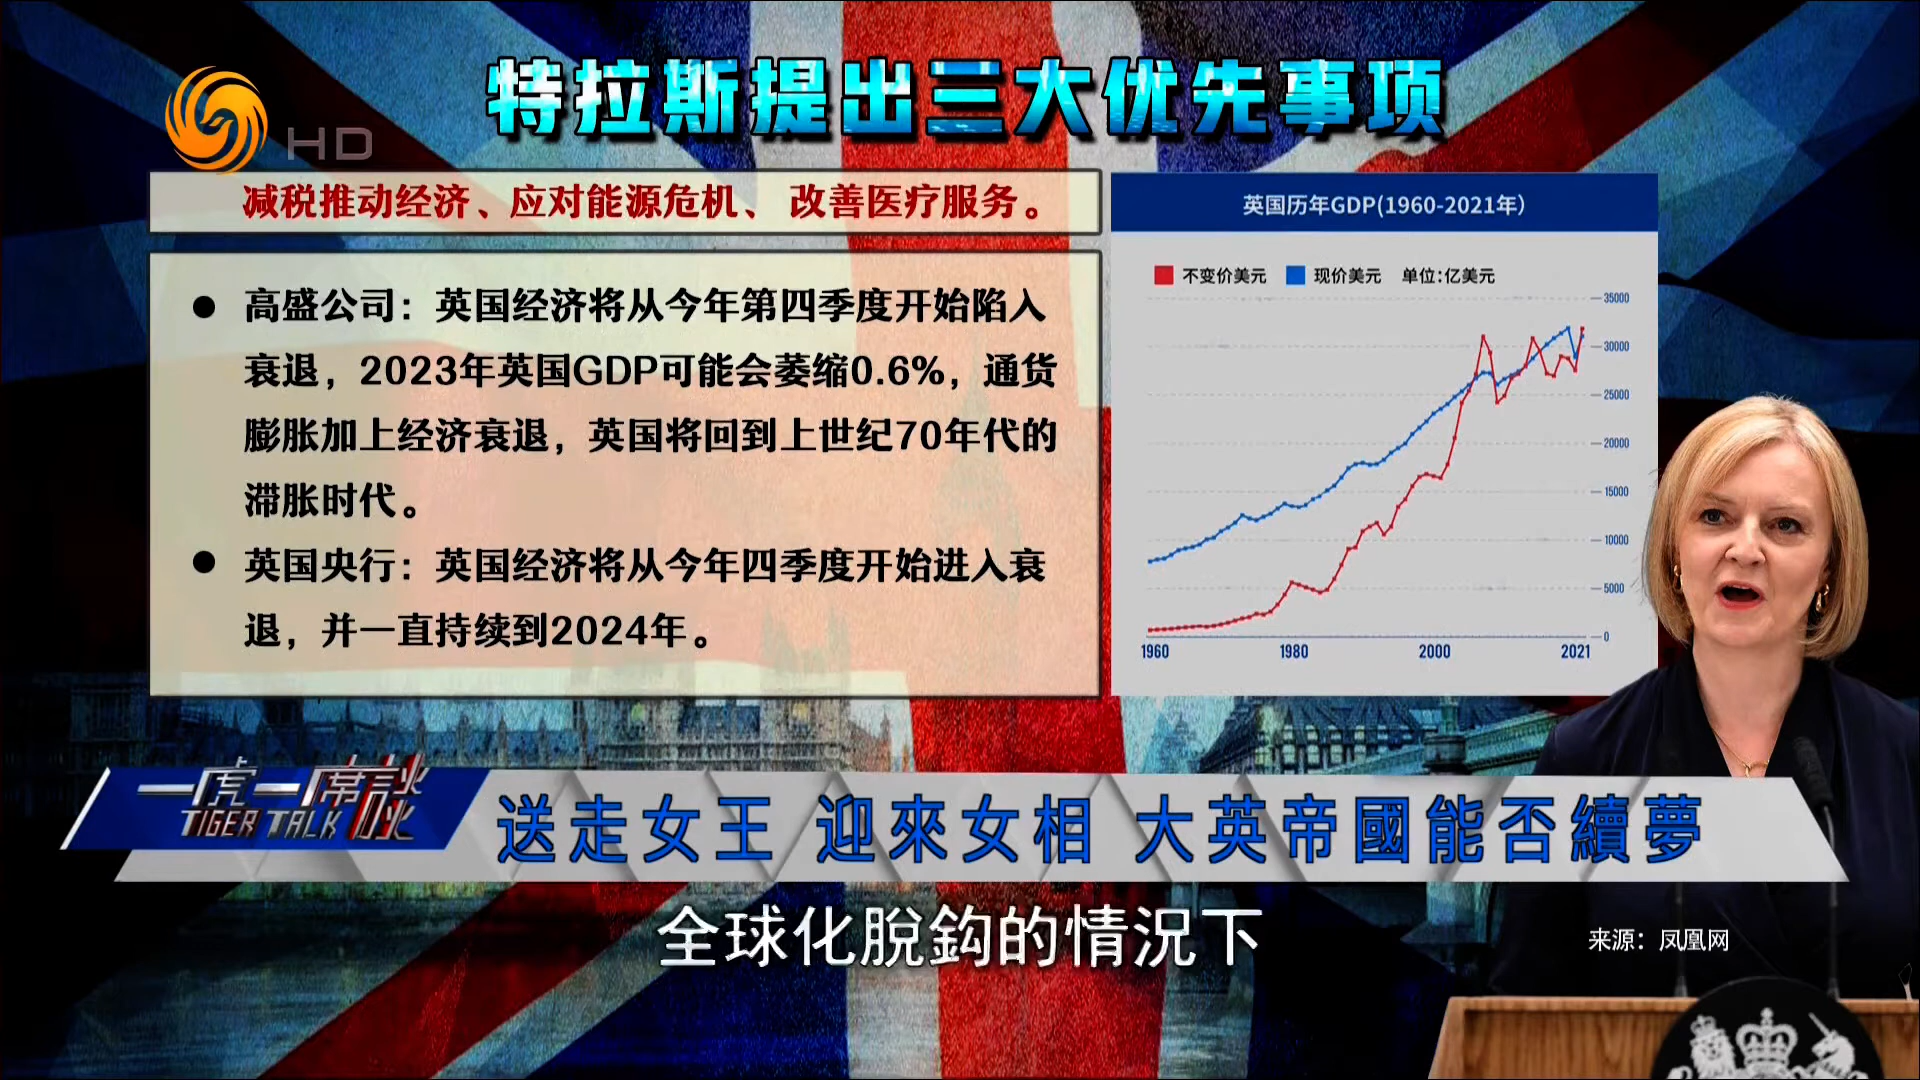 特拉斯提出三大优先事项
HD
减税推动经济、应对能源危机、 改善医疗服务。
● 高盛公司：英国经济将从今年第四季度开始陷入
衰退，2023年英国GDP可能会萎缩0.6%，通货
膨胀加上经济衰退，英国将回到上世纪70年代的
滞胀时代。
● 英国央行：英国经济将从今年四季度开始进入衰
退，并一直持续到2024年。
英国历年GDP(1960-2021年)
不变价美元 现价美元 单位:亿美元
35000
30000
25000
20000
15000
10000
5000
0
1960 1980 2000 2021
一虎一席談
TIGER TALK
送走女王 迎來女相 大英帝國能否續夢
全球化脫鈎的情況下
来源：凤凰网